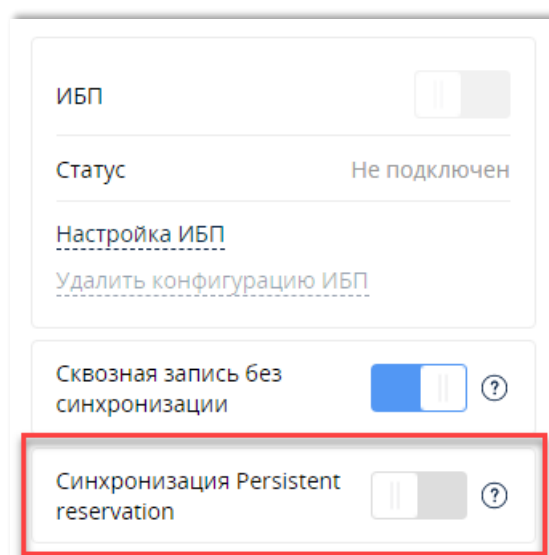 ИБП
Статус
Не подключен
Настройка ИБП
Удалить конфигурацию ИБП
Сквозная запись без
синхронизации
?
Синхронизация Persistent
reservation
?